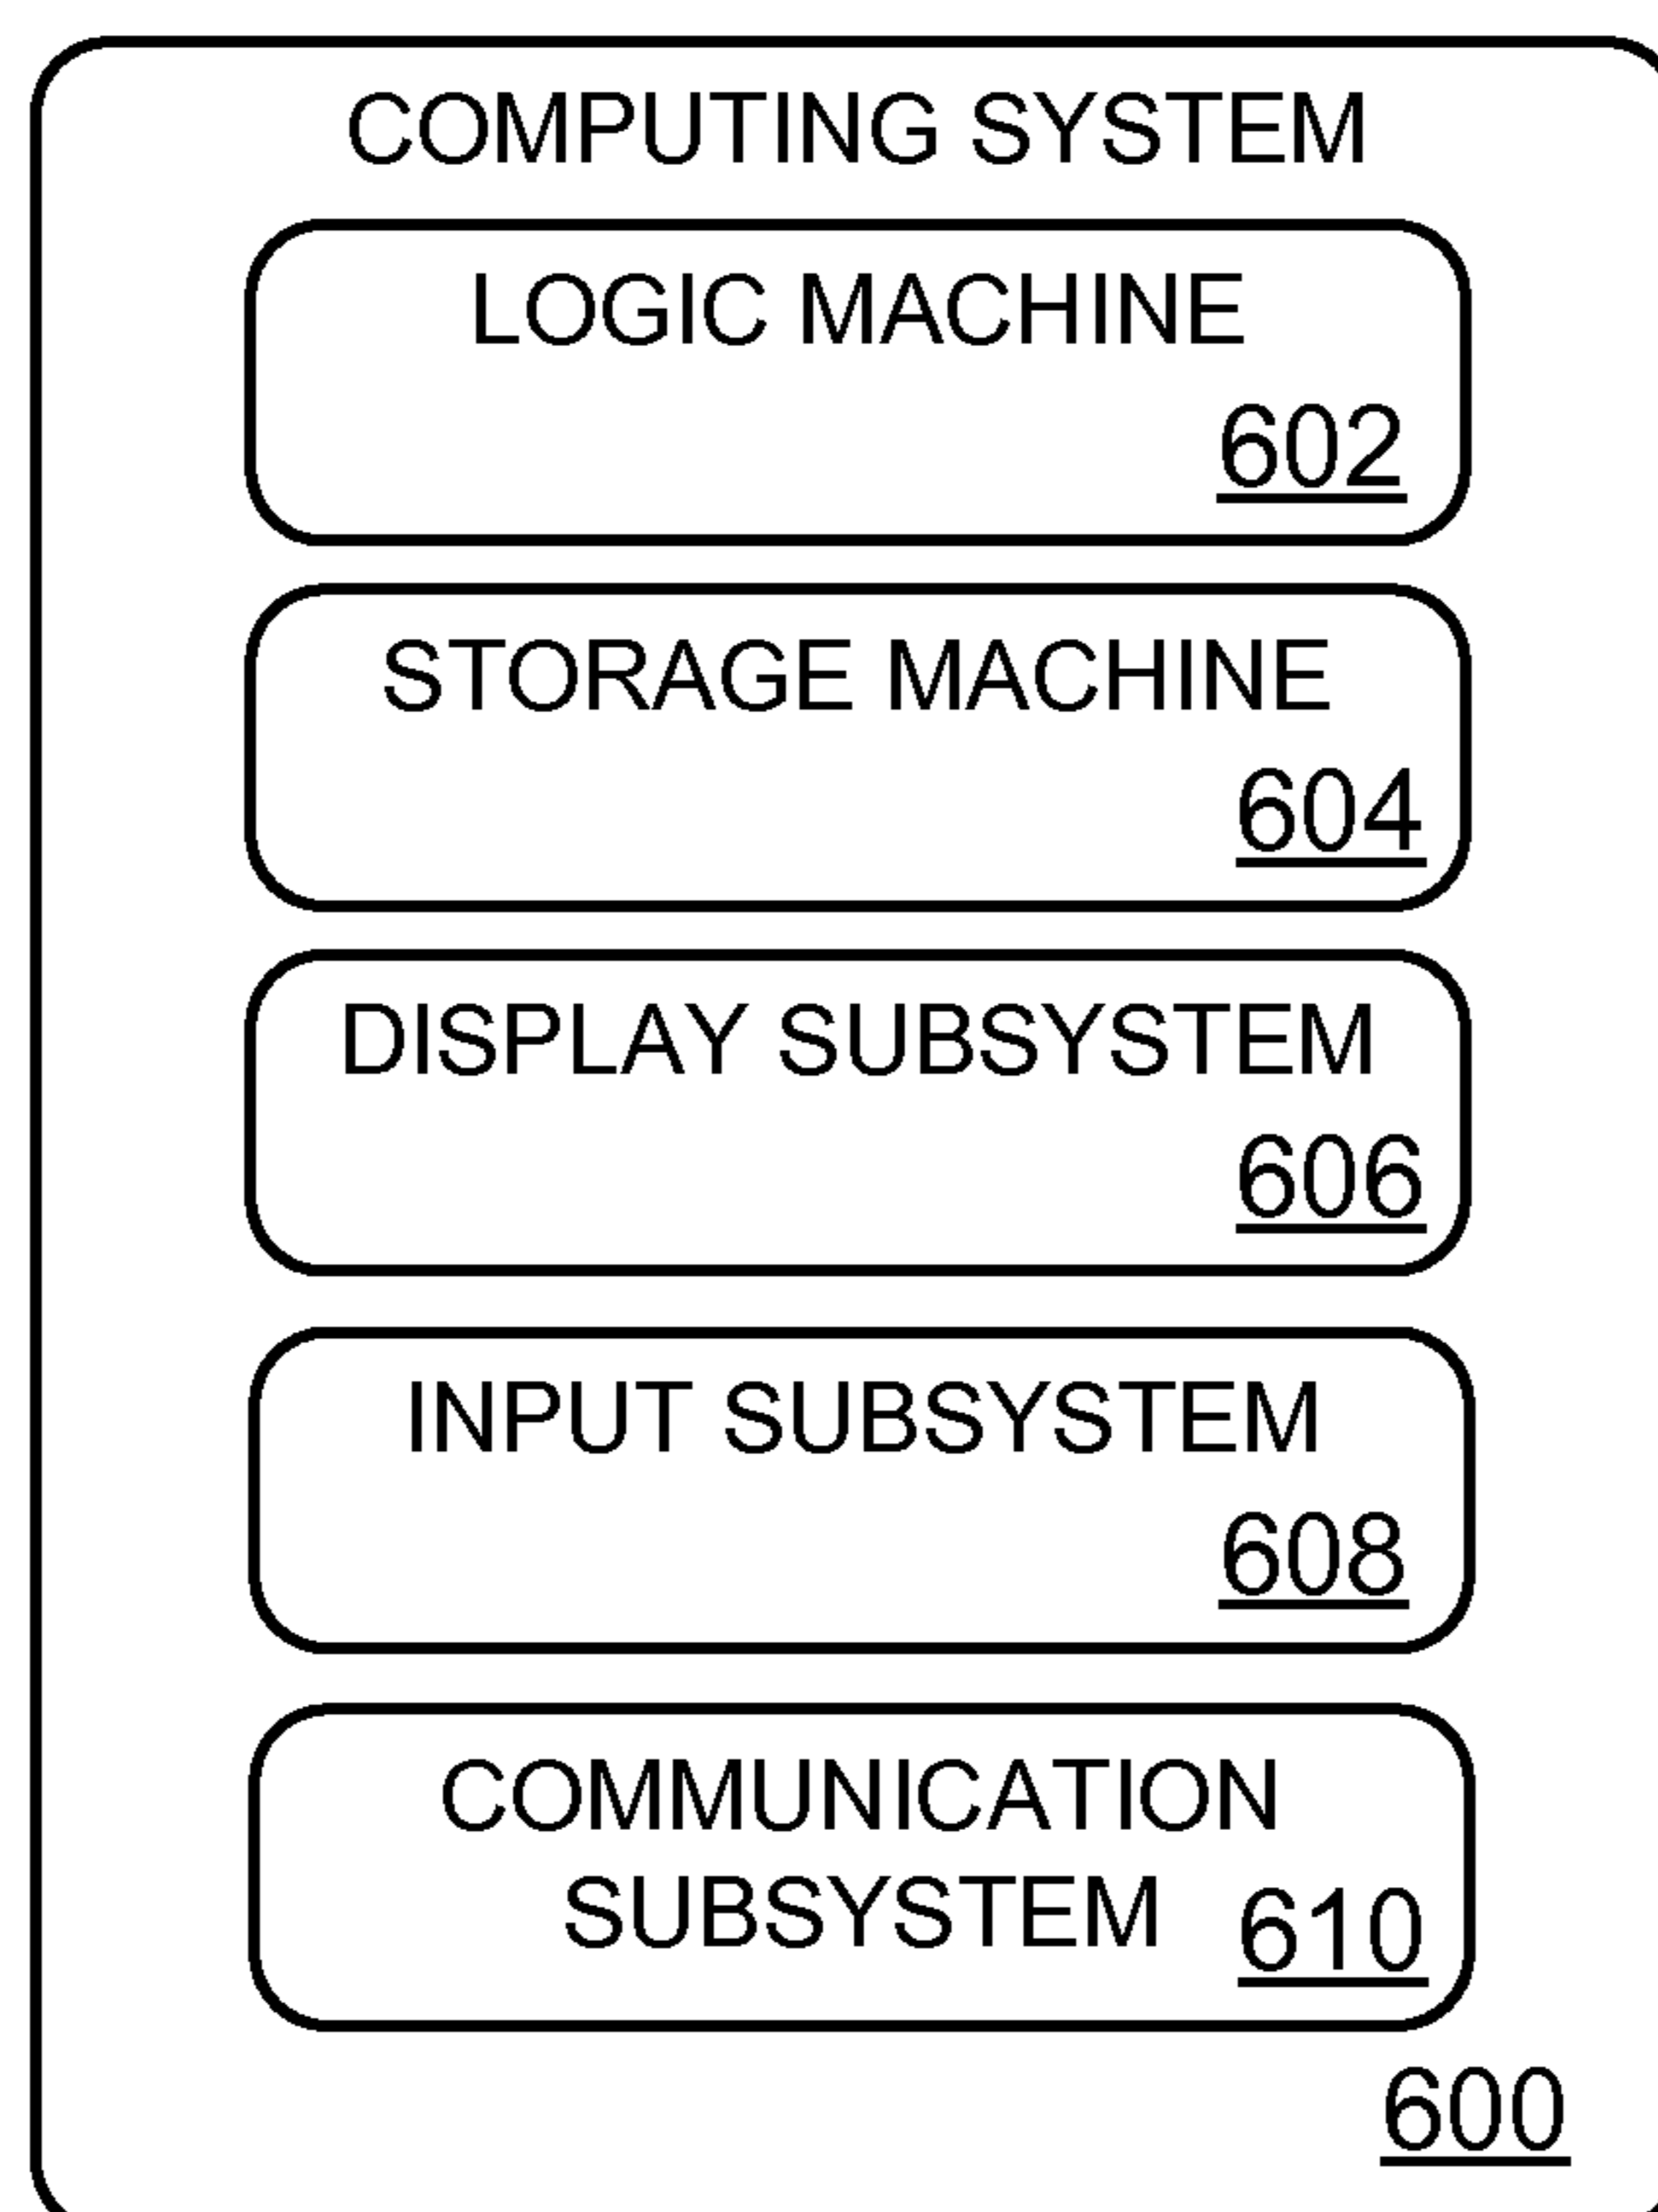 COMPUTING SYSTEM
LOGIC MACHINE
602
STORAGE MACHINE
604
DISPLAY SUBSYSTEM
606
INPUT SUBSYSTEM
608
COMMUNICATION
SUBSYSTEM 610
600